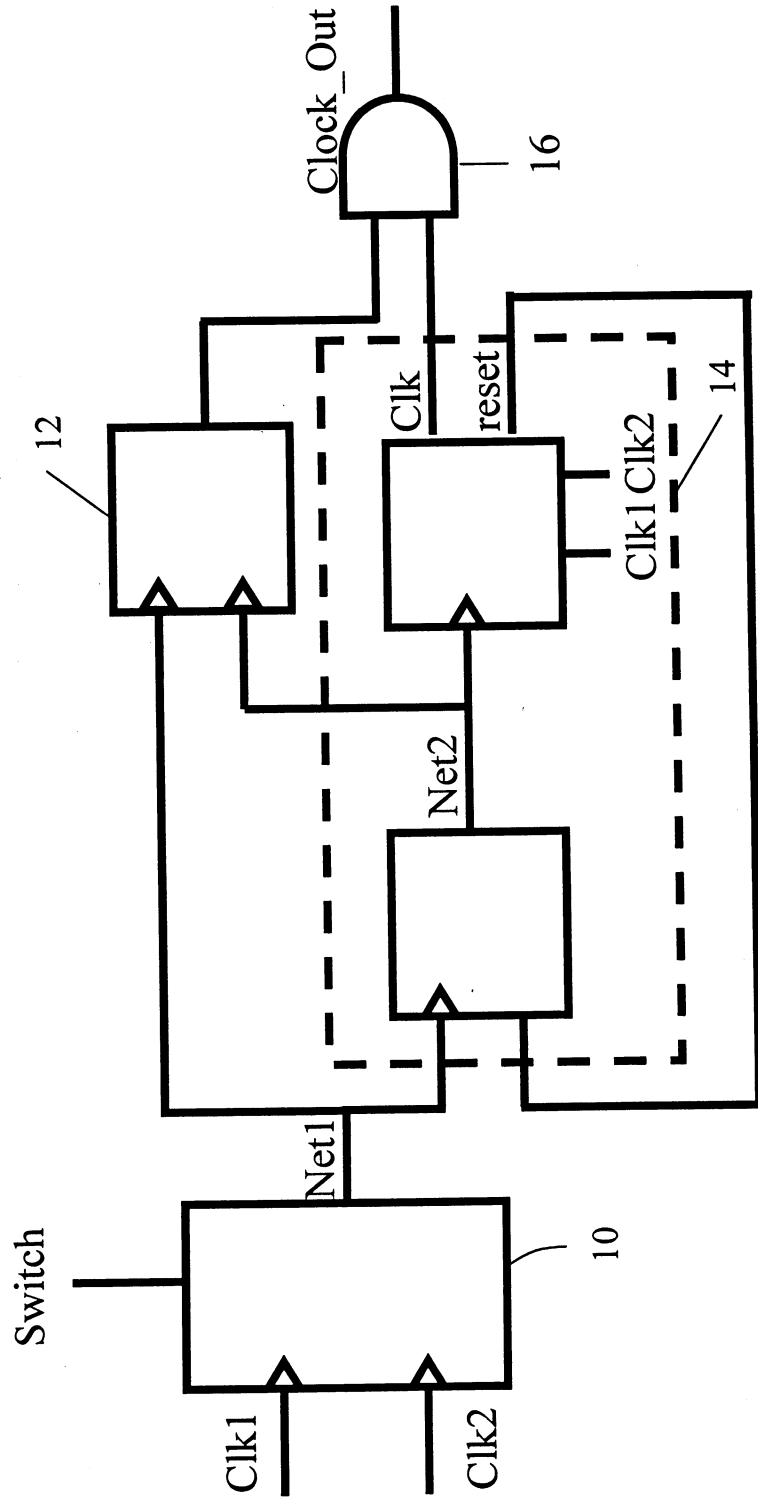 Switch
Clk1
Clk2
10
Net1
12
Net2
Clk
reset
Clk1 Clk2
14
Clock_Out
16